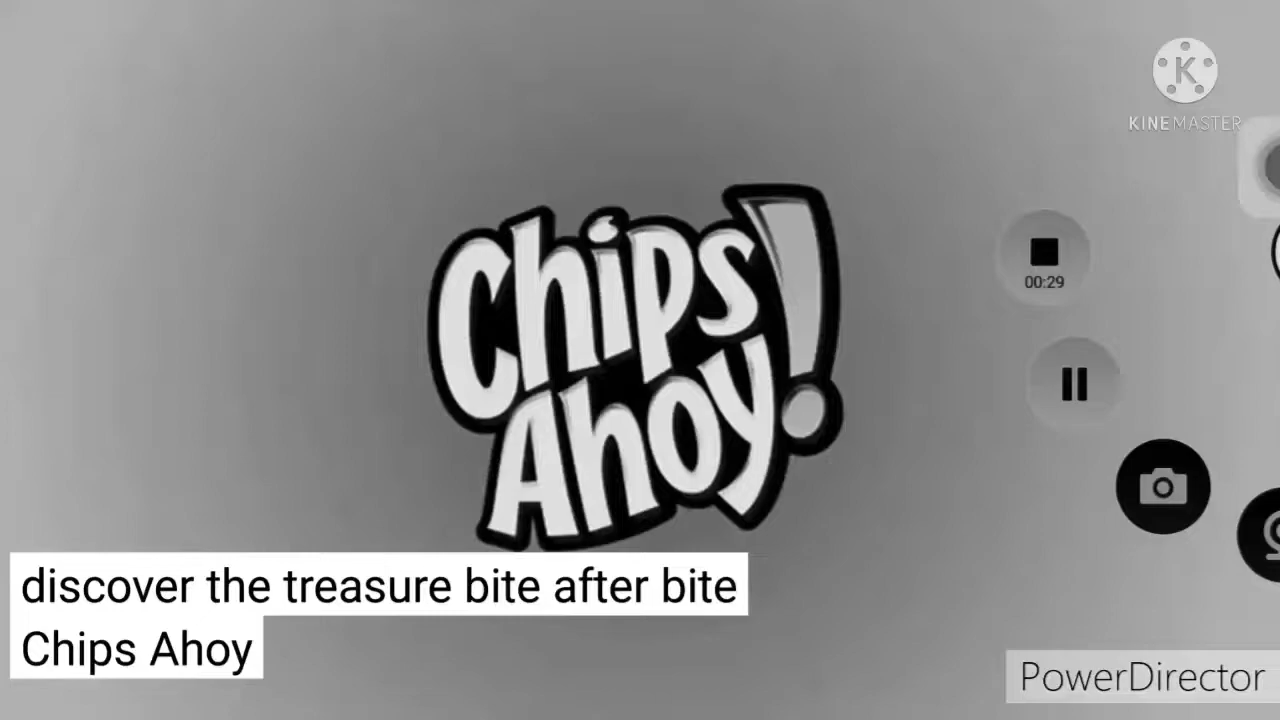 KINEMASTER
Chips
Ahoy!
00:29
discover the treasure bite after bite
Chips Ahoy
PowerDirector